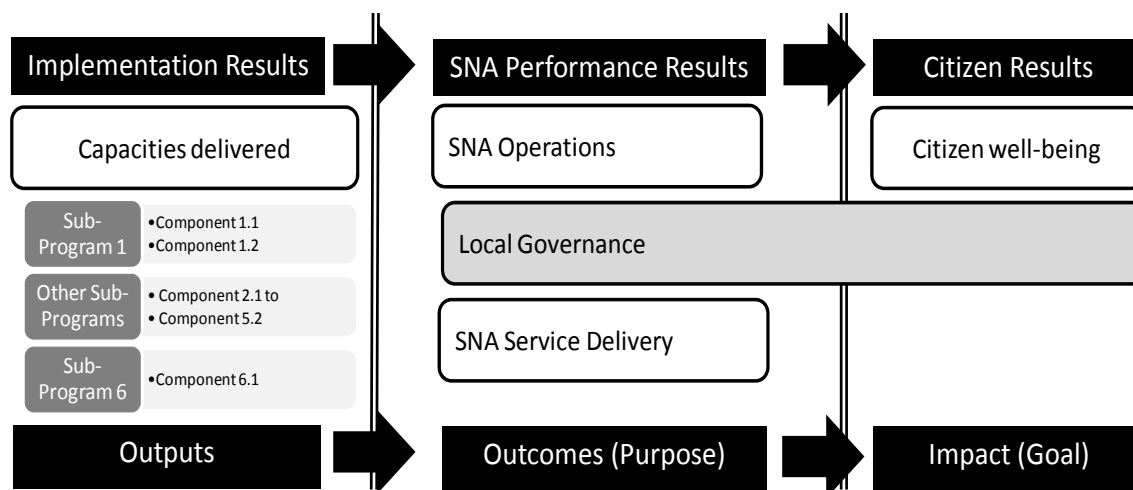 Implementation Results
SNA Performance Results
Citizen Results
Capacities delivered
SNA Operations
Citizen well-being
Sub-
Program 1
•Component 1.1
•Component 1.2
Local Governance
Other Sub-
Programs
• Component 2.1 to
• Component 5.2
SNA Service Delivery
Sub-
Program 6
•Component 6.1
Outputs
Outcomes (Purpose)
Impact (Goal)